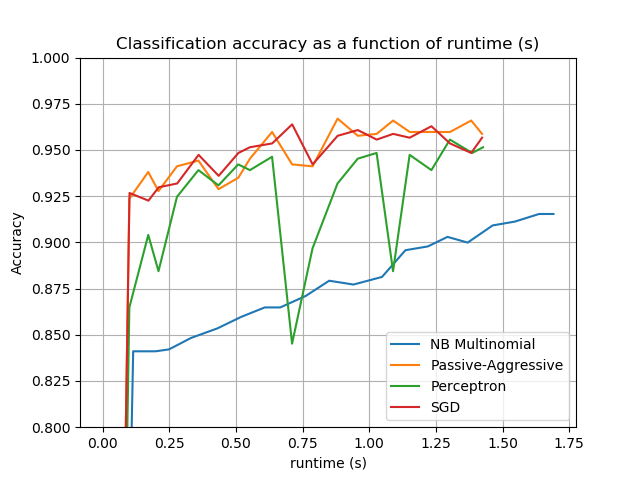 Classification accuracy as a function of runtime (s)
1.000
0.975
0.950
0.925
0.900
0.875
0.850
0.825
0.800
Accuracy
NB Multinomial
Passive-Aggressive
Perceptron
SGD
0.00 0.25 0.50 0.75 1.00 1.25 1.50 1.75
runtime (s)